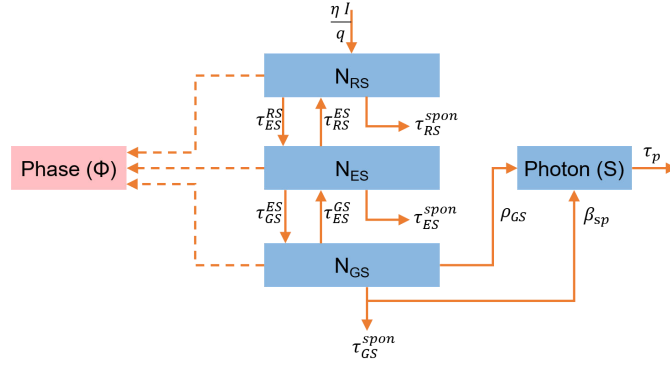 η I
q
N_RS
τ_ES^RS
τ_RS^ES
τ_RS^spon
Phase (Φ)
N_ES
Photon (S)
τ_p
τ_GS^ES
τ_ES^GS
τ_ES^spon
ρ_GS
β_sp
N_GS
τ_GS^spon